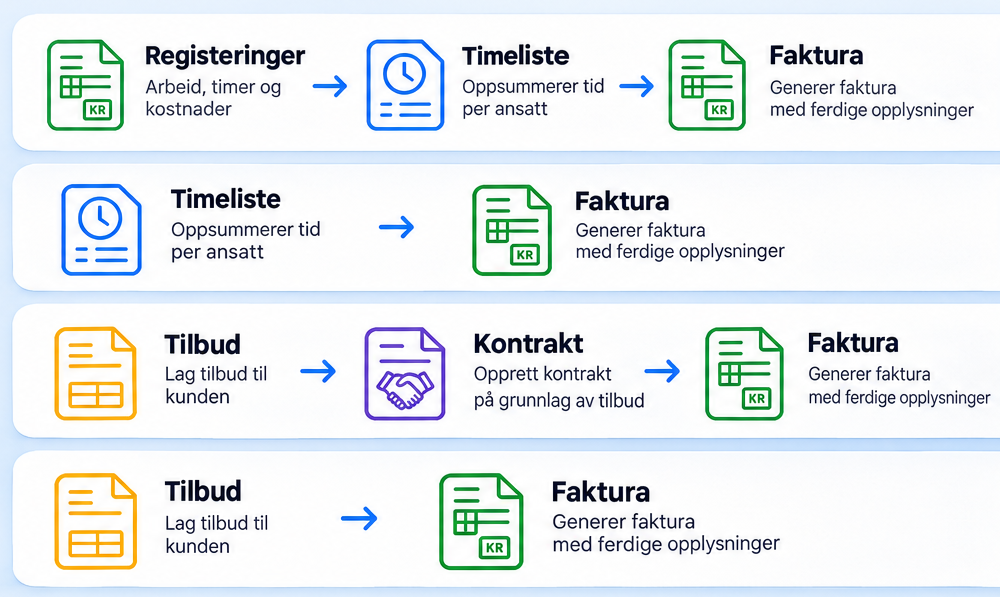 Registeringer
Arbeid, timer og
kostnader
KR
Timeliste
Oppsummerer tid
per ansatt
Faktura
Generer faktura
med ferdige opplysninger
KR
Timeliste
Oppsummerer tid
per ansatt
Faktura
Generer faktura
med ferdige opplysninger
KR
Tilbud
Lag tilbud til
kunden
Kontrakt
Opprett kontrakt
på grunnlag av tilbud
Faktura
Generer faktura
med ferdige opplysninger
KR
Tilbud
Lag tilbud til
kunden
Faktura
Generer faktura
med ferdige opplysninger
KR